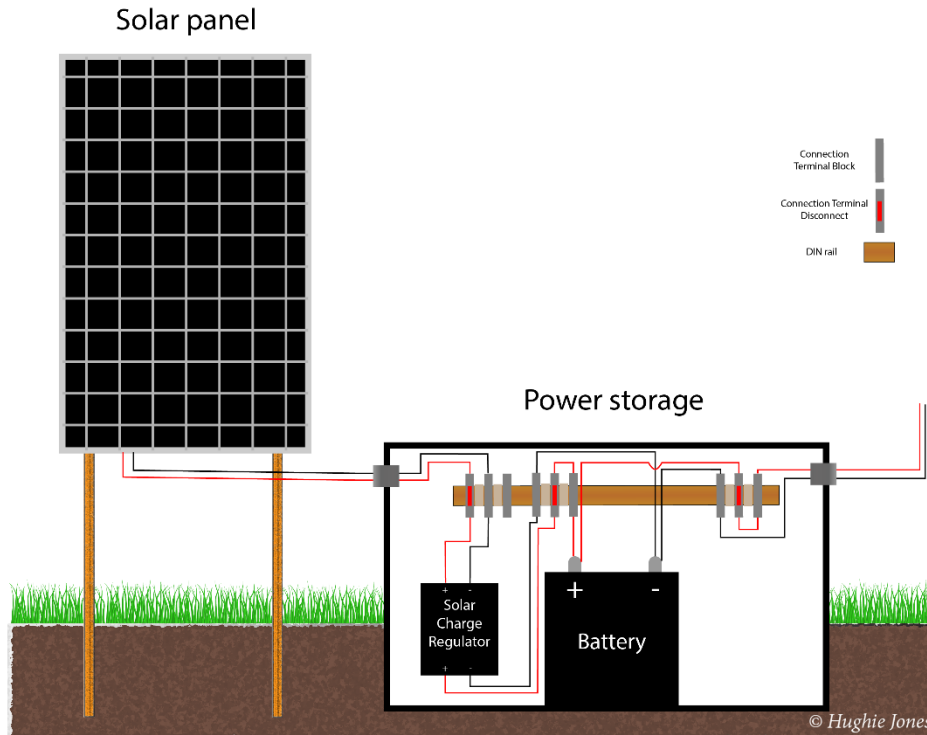 Solar panel
Connection
Terminal Block
Connection Terminal
Disconnect
DIN rail
Power storage
+ -
Solar
Charge
Regulator
+ -
+ -
Battery
© Hughie Jones